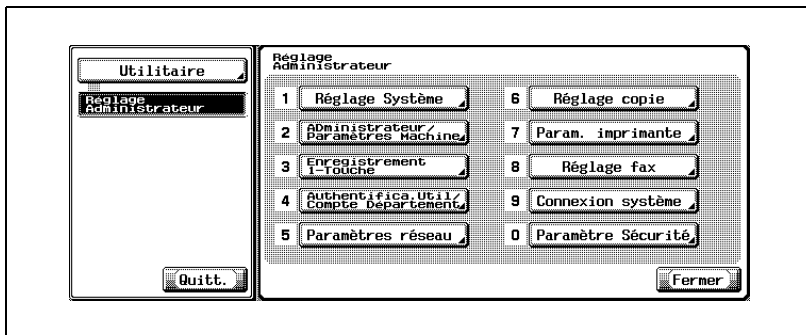 Utilitaire
Réglage
Administrateur
Quitt.
Réglage
Administrateur
1 Réglage Système
2 ADministrateur/
Paramètres Machine
3 Enregistrement
1-Touche
4 Authentifica.Util/
Compte Département
5 Paramètres réseau
6 Réglage copie
7 Param. imprimante
8 Réglage fax
9 Connexion système
0 Paramètre Sécurité
Fermer